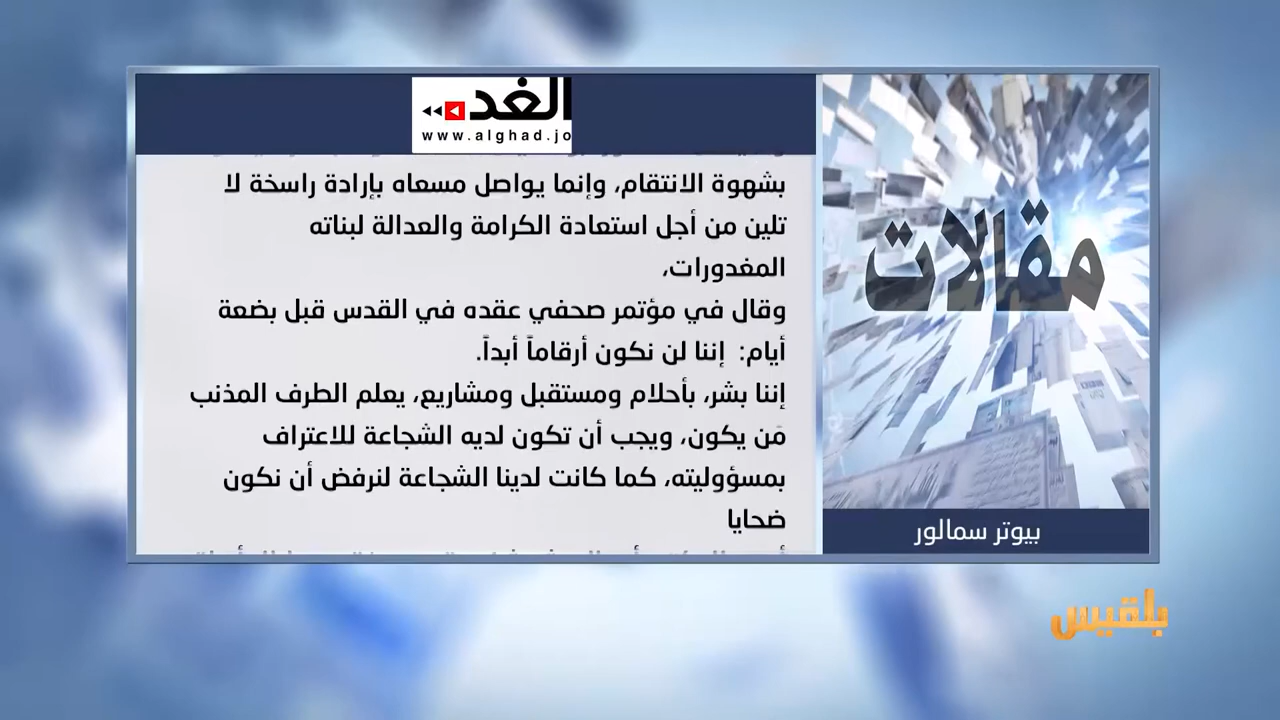 الغد
www.alghad.jo
بشهوة الانتقام، وإنما يواصل مسعاه بإرادة راسخة لا
تلين من أجل استعادة الكرامة والعدالة لبناته
المغدورات،
وقال في مؤتمر صحفي عقده في القدس قبل بضعة
أيام: إننا لن نكون أرقاماً أبداً.
إننا بشر، بأحلام ومستقبل ومشاريع، يعلم الطرف المذنب
مَن يكون، ويجب أن تكون لديه الشجاعة للاعتراف
بمسؤوليته، كما كانت لدينا الشجاعة لنرفض أن نكون
ضحايا
مقالات
بيوتر سمالور
بلقيس